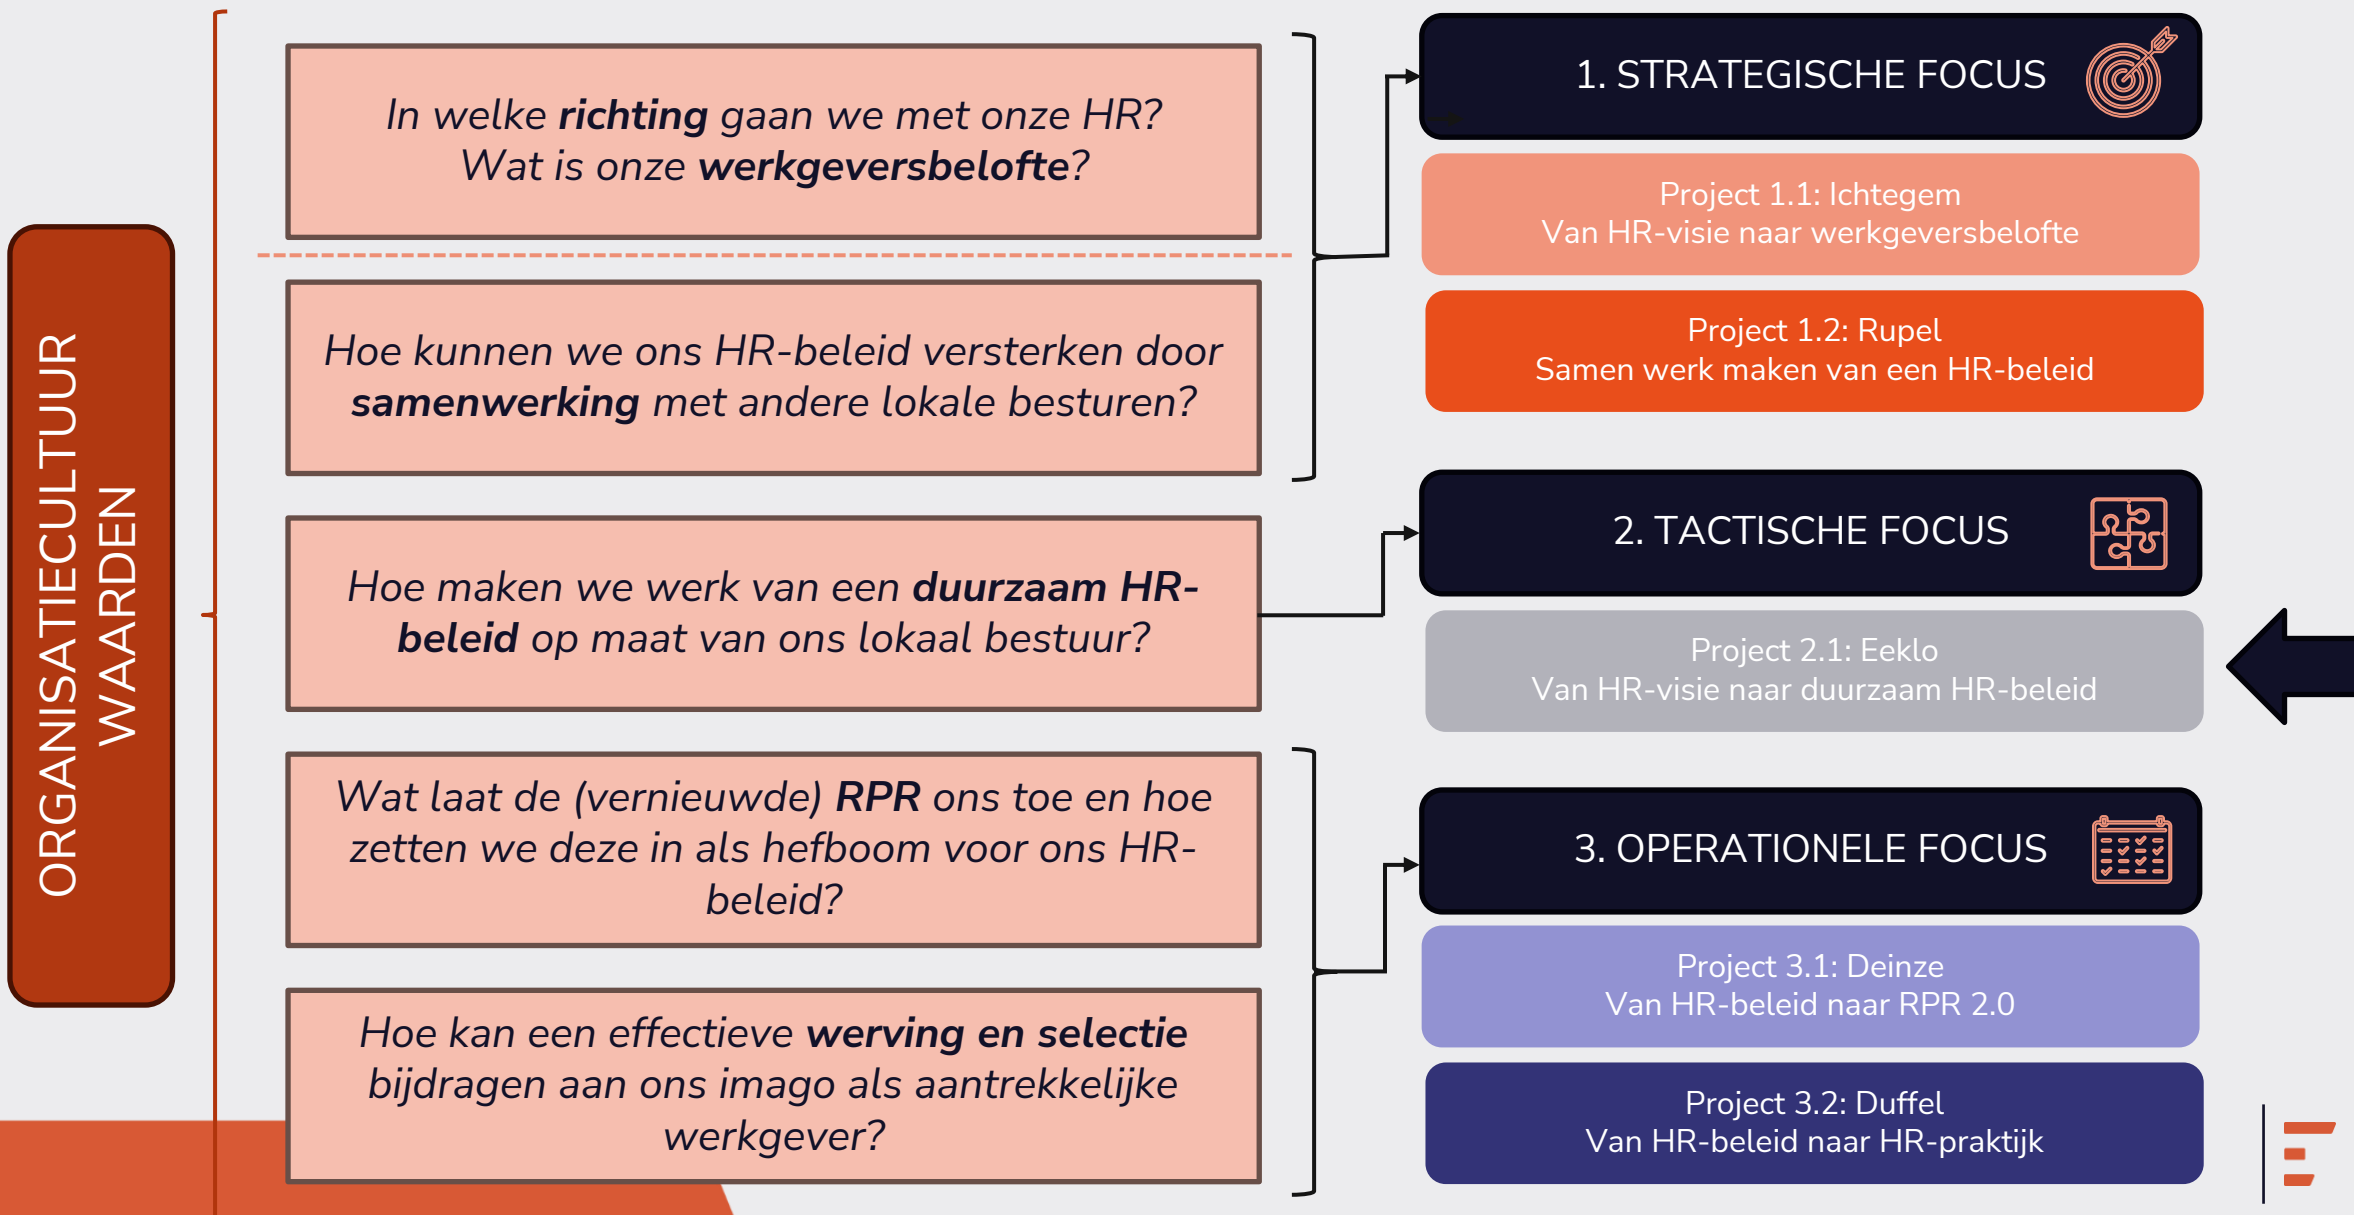 ORGANISATIECULTUUR
WAARDEN
In welke richting gaan we met onze HR?
Wat is onze werkgeversbelofte?
Hoe kunnen we ons HR-beleid versterken door
samenwerking met andere lokale besturen?
Hoe maken we werk van een duurzaam HR-
beleid op maat van ons lokaal bestuur?
Wat laat de (vernieuwde) RPR ons toe en hoe
zetten we deze in als hefboom voor ons HR-
beleid?
Hoe kan een effectieve werving en selectie
bijdragen aan ons imago als aantrekkelijke
werkgever?
1. STRATEGISCHE FOCUS
Project 1.1: Ichtegem
Van HR-visie naar werkgeversbelofte
Project 1.2: Rupel
Samen werk maken van een HR-beleid
2. TACTISCHE FOCUS
Project 2.1: Eeklo
Van HR-visie naar duurzaam HR-beleid
3. OPERATIONELE FOCUS
Project 3.1: Deinze
Van HR-beleid naar RPR 2.0
Project 3.2: Duffel
Van HR-beleid naar HR-praktijk